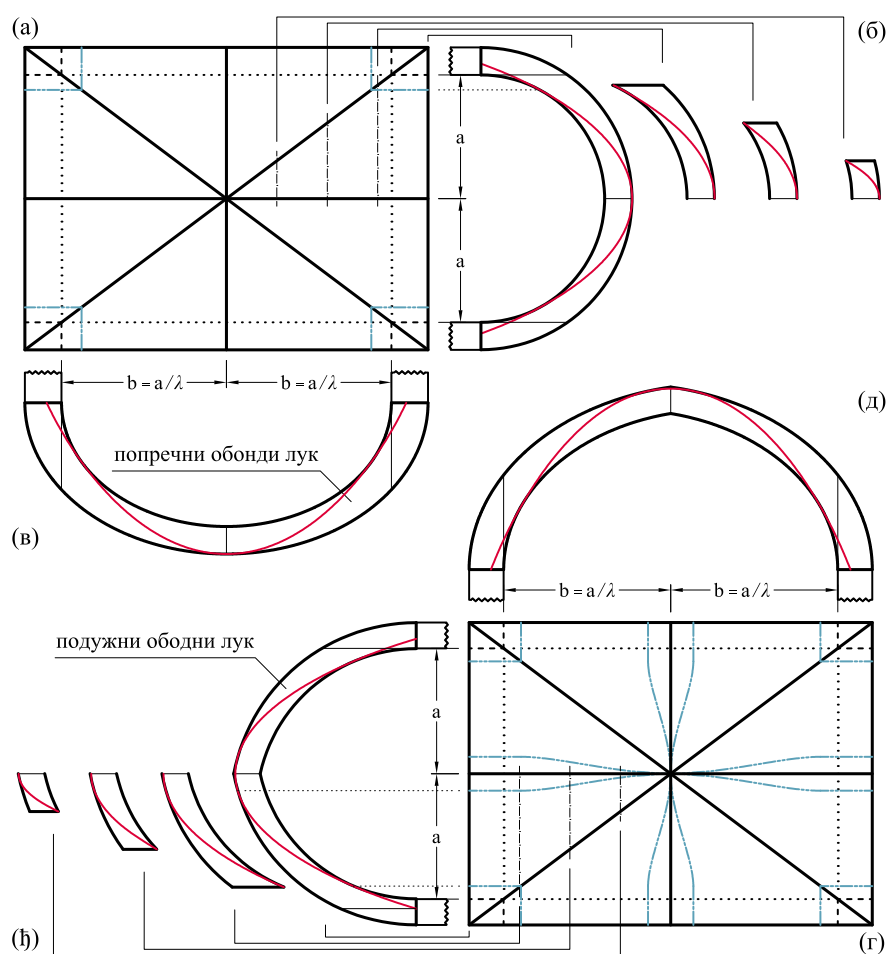 (а)
(б)
a
a
b = a/λ
b = a/λ
(д)
попречни обонди лук
(в)
b = a/λ
b = a/λ
подужни ободни лук
a
a
(ђ)
(г)